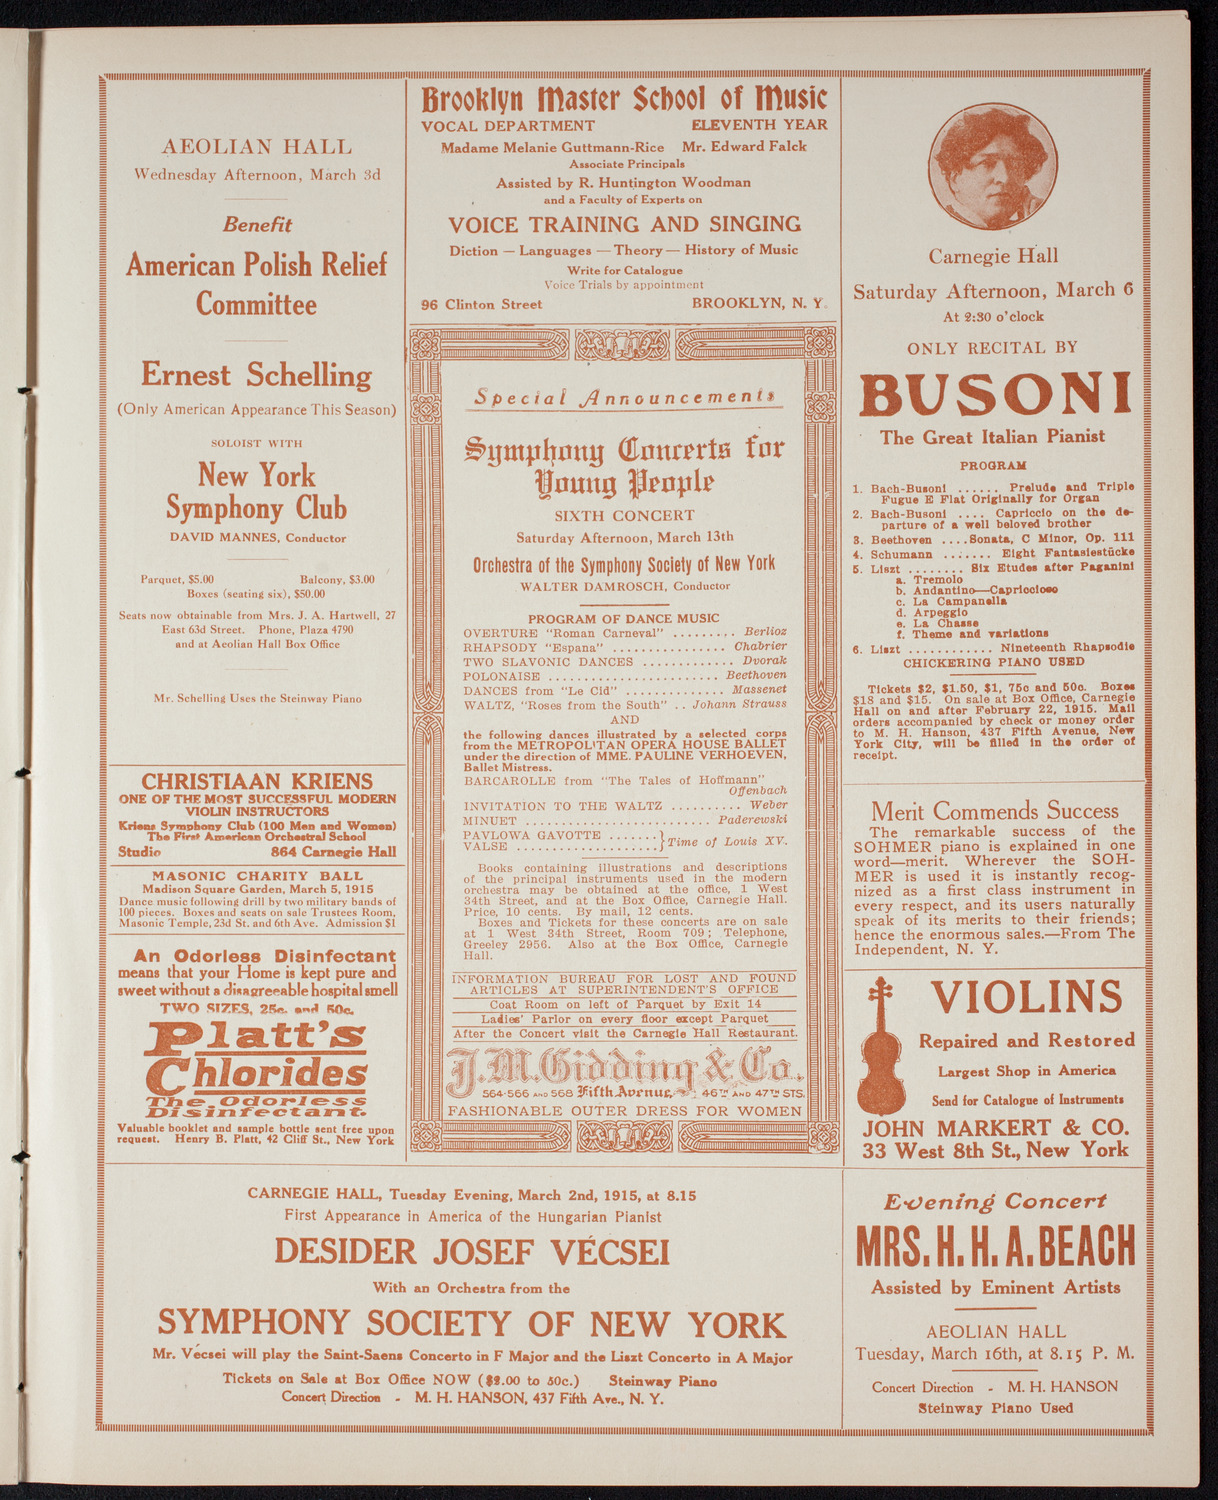 AEOLIAN HALL
Wednesday Afternoon, March 3d
Benefit
American Polish Relief
Committee
Ernest Schelling
(Only American Appearance This Season)
SOLOIST WITH
New York
Symphony Club
DAVID MANNES, Conductor
Parquet, $5.00 Balcony, $3.00
Boxes (seating six), $50.00
Seats now obtainable from Mrs. J. A. Hartwell, 27
East 63d Street. Phone, Plaza 4790
and at Aeolian Hall Box Office
Mr. Schelling Uses the Steinway Piano
CHRISTIAAN KRIENS
ONE OF THE MOST SUCCESSFUL MODERN
VIOLIN INSTRUCTORS
Kriens Symphony Club (100 Men and Women)
The First American Orchestral School
Studio 864 Carnegie Hall
MASONIC CHARITY BALL
Madison Square Garden, March 5, 1915
Dance music following drill by two military bands of
100 pieces. Boxes and seats on sale Trustees Room,
Masonic Temple, 23d St. and 6th Ave. Admission $1
An Odorless Disinfectant
means that your Home is kept pure and
sweet without a disagreeable hospital smell
TWO SIZES, 25c. and 50c.
Platt's
Chlorides
The Odorless
Disinfectant.
Valuable booklet and sample bottle sent free upon
request. Henry B. Platt, 42 Cliff St., New York
Brooklyn Master School of Music
VOCAL DEPARTMENT ELEVENTH YEAR
Madame Melanie Guttmann-Rice Mr. Edward Falck
Associate Principals
Assisted by R. Huntington Woodman
and a Faculty of Experts on
VOICE TRAINING AND SINGING
Diction — Languages — Theory — History of Music
Write for Catalogue
Voice Trials by appointment
96 Clinton Street BROOKLYN, N. Y.
Special Announcements
Symphony Concerts for
Young People
SIXTH CONCERT
Saturday Afternoon, March 13th
Orchestra of the Symphony Society of New York
WALTER DAMROSCH, Conductor
PROGRAM OF DANCE MUSIC
OVERTURE "Roman Carneval" ......... Berlioz
RHAPSODY "Espana" ................ Chabrier
TWO SLAVONIC DANCES ............. Dvorak
POLONAISE ........................ Beethoven
DANCES from "Le Cid" .............. Massenet
WALTZ, "Roses from the South" .. Johann Strauss
AND
the following dances illustrated by a selected corps
from the METROPOLITAN OPERA HOUSE BALLET
under the direction of MME. PAULINE VERHOEVEN,
Ballet Mistress.
BARCAROLLE from "The Tales of Hoffmann"
Offenbach
INVITATION TO THE WALTZ .......... Weber
MINUET .......................... Paderewski
PAVLOWA GAVOTTE ........
VALSE .................... } Time of Louis XV.
Books containing illustrations and descriptions
of the principal instruments used in the modern
orchestra may be obtained at the office, 1 West
34th Street, and at the Box Office, Carnegie Hall.
Price, 10 cents. By mail, 12 cents.
Boxes and Tickets for these concerts are on sale
at 1 West 34th Street, Room 709; Telephone,
Greeley 2956. Also at the Box Office, Carnegie
Hall.
INFORMATION BUREAU FOR LOST AND FOUND
ARTICLES AT SUPERINTENDENT'S OFFICE
Coat Room on left of Parquet by Exit 14
Ladies' Parlor on every floor except Parquet
After the Concert visit the Carnegie Hall Restaurant.
J. M. Gidding & Co.
564-566 AND 568 Fifth Avenue, 46TH AND 47TH STS.
FASHIONABLE OUTER DRESS FOR WOMEN
Carnegie Hall
Saturday Afternoon, March 6
At 2:30 o'clock
ONLY RECITAL BY
BUSONI
The Great Italian Pianist
PROGRAM
1. Bach-Busoni ...... Prelude and Triple
Fugue E Flat Originally for Organ
2. Bach-Busoni .... Capriccio on the de-
parture of a well beloved brother
3. Beethoven ....Sonata, C Minor, Op. 111
4. Schumann ....... Eight Fantasiestücke
5. Liszt ........ Six Etudes after Paganini
a. Tremolo
b. Andantino—Capriccioso
c. La Campanella
d. Arpeggio
e. La Chasse
f. Theme and variations
6. Liszt ............ Nineteenth Rhapsodie
CHICKERING PIANO USED
Tickets $2, $1.50, $1, 75c and 50c. Boxes
$18 and $15. On sale at Box Office, Carnegie
Hall on and after February 22, 1915. Mail
orders accompanied by check or money order
to M. H. Hanson, 437 Fifth Avenue, New
York City, will be filled in the order of
receipt.
Merit Commends Success
The remarkable success of the
SOHMER piano is explained in one
word—merit. Wherever the SOH-
MER is used it is instantly recog-
nized as a first class instrument in
every respect, and its users naturally
speak of its merits to their friends;
hence the enormous sales.—From The
Independent, N. Y.
VIOLINS
Repaired and Restored
Largest Shop in America
Send for Catalogue of Instruments
JOHN MARKERT & CO.
33 West 8th St., New York
CARNEGIE HALL, Tuesday Evening, March 2nd, 1915, at 8.15
First Appearance in America of the Hungarian Pianist
DESIDER JOSEF VÉCSEI
With an Orchestra from the
SYMPHONY SOCIETY OF NEW YORK
Mr. Vécsei will play the Saint-Saens Concerto in F Major and the Liszt Concerto in A Major
Tickets on Sale at Box Office NOW ($2.00 to 50c.) Steinway Piano
Concert Direction - M. H. HANSON, 437 Fifth Ave., N. Y.
Evening Concert
MRS. H. H. A. BEACH
Assisted by Eminent Artists
AEOLIAN HALL
Tuesday, March 16th, at 8.15 P. M.
Concert Direction - M. H. HANSON
Steinway Piano Used